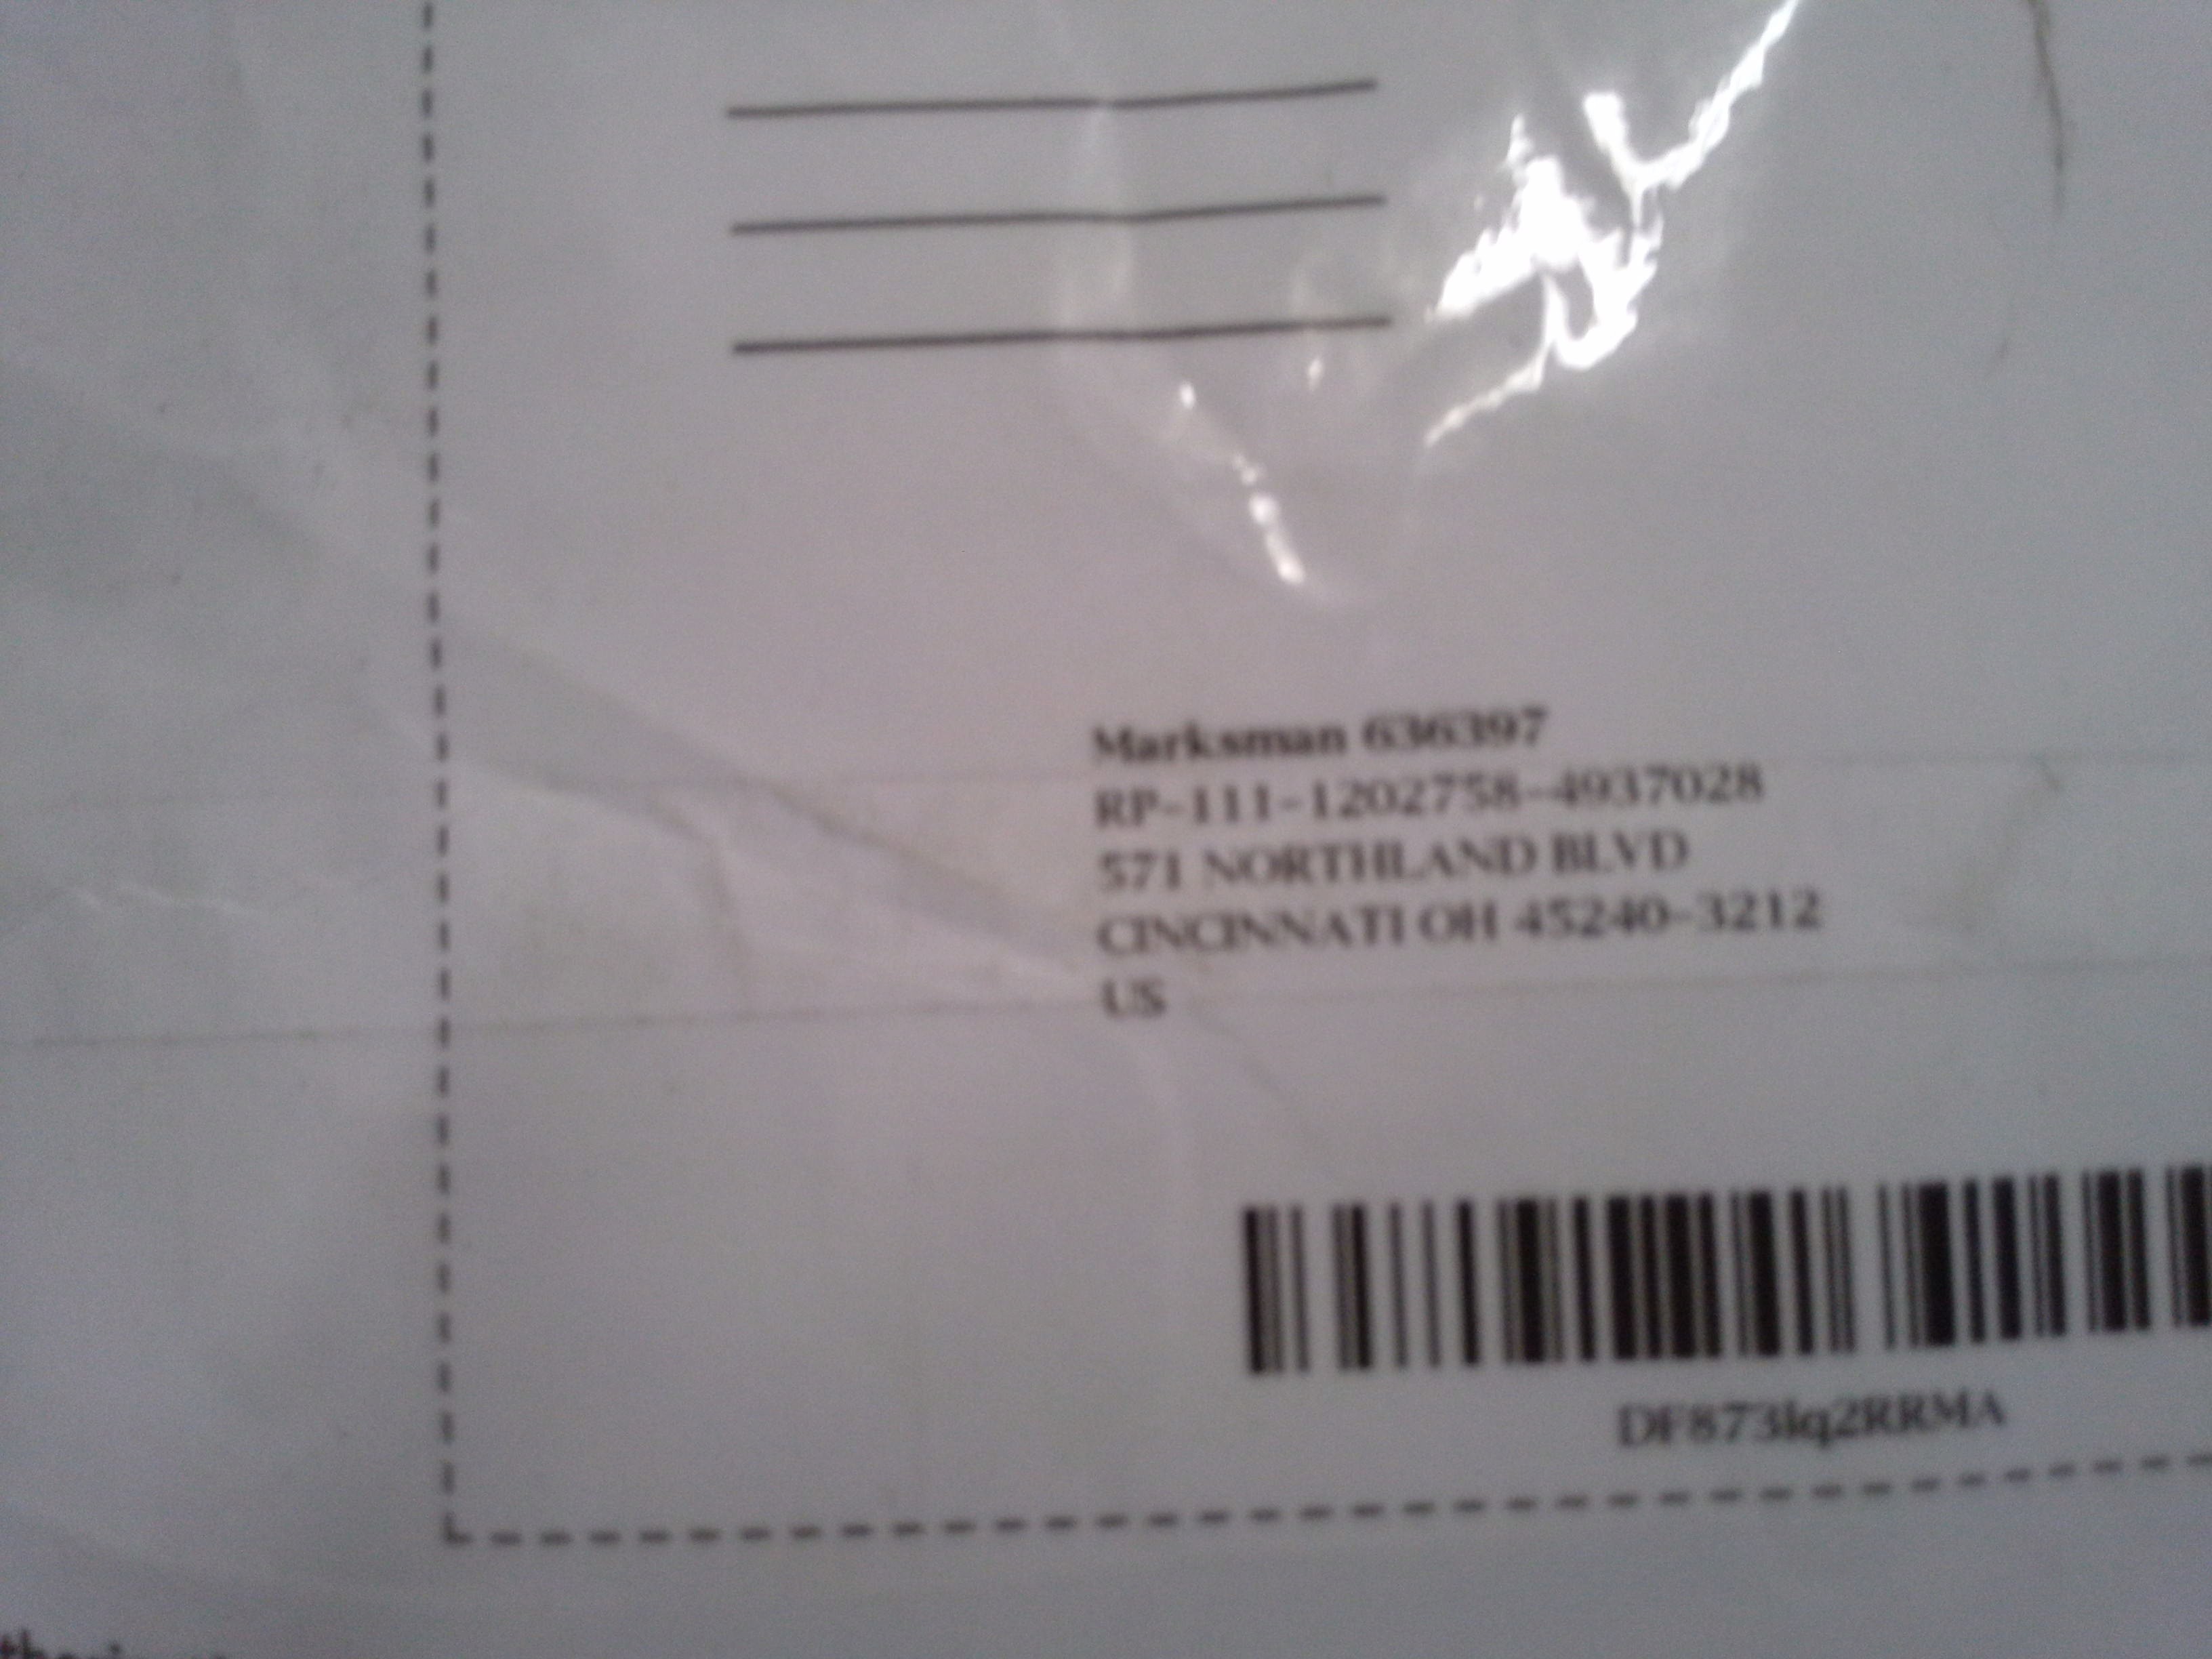 Marksman 636397
RP-111-1202758-4937028
571 NORTHLAND BLVD
CINCINNATI OH 45240-3212
US
DF873lq2RRMA